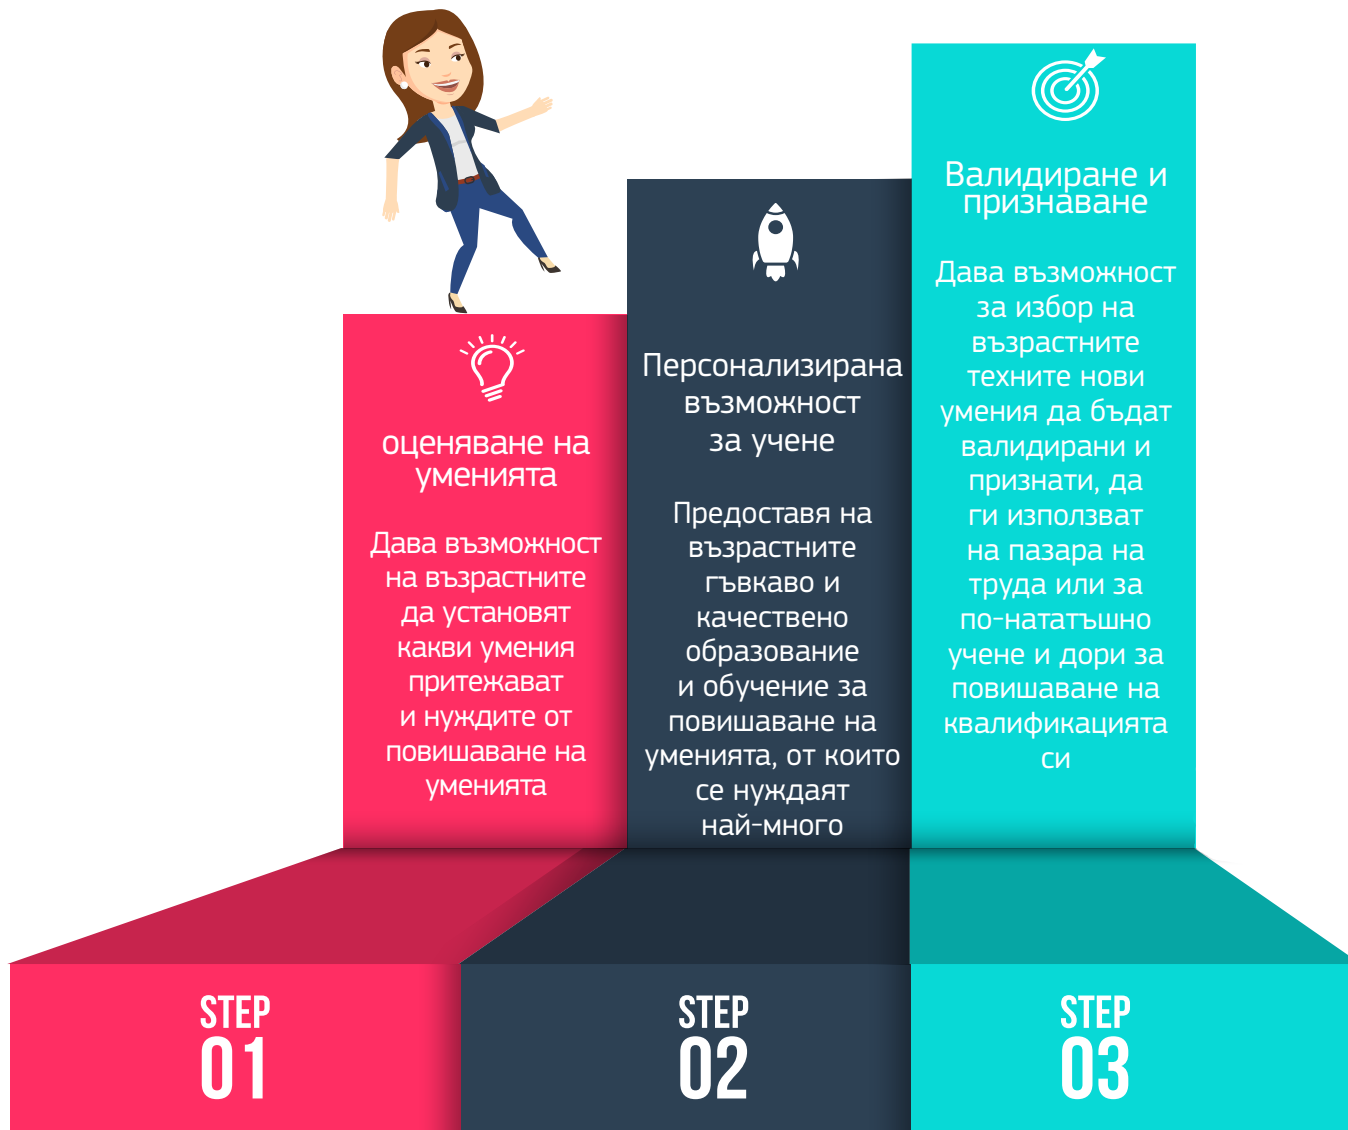 оценяване на
уменията
Дава възможност
на възрастните
да установят
какви умения
притежават
и нуждите от
повишаване на
уменията
Персонализирана
възможност
за учене
Предоставя на
възрастните
гъвкаво и
качествено
образование
и обучение за
повишаване на
уменията, от които
се нуждаят
най-много
Валидиране и
признаване
Дава възможност
за избор на
възрастните
техните нови
умения да бъдат
валидирани и
признати, да
ги използват
на пазара на
труда или за
по-нататъшно
учене и дори за
повишаване на
квалификацията
си
STEP
01
STEP
02
STEP
03